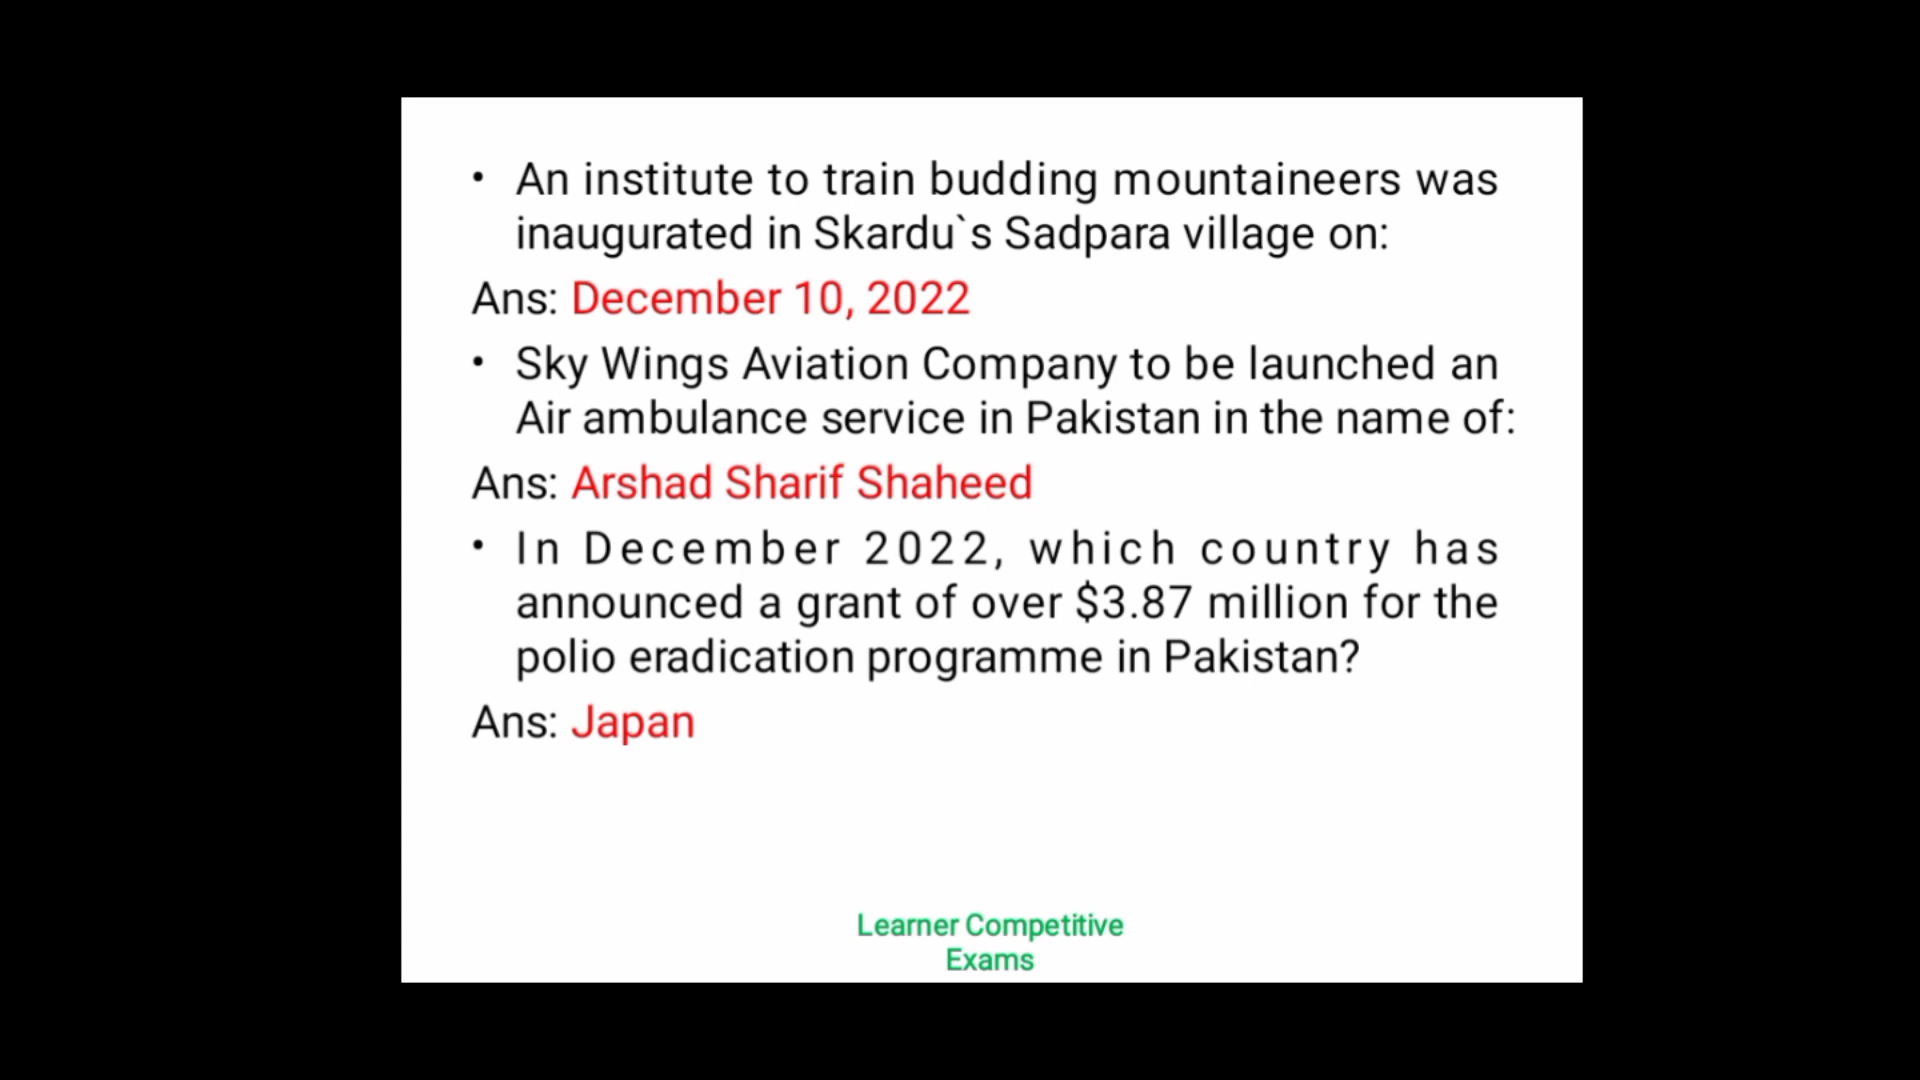 • An institute to train budding mountaineers was
inaugurated in Skardu`s Sadpara village on:
Ans: December 10, 2022
• Sky Wings Aviation Company to be launched an
Air ambulance service in Pakistan in the name of:
Ans: Arshad Sharif Shaheed
• In December 2022, which country has
announced a grant of over $3.87 million for the
polio eradication programme in Pakistan?
Ans: Japan
Learner Competitive
Exams